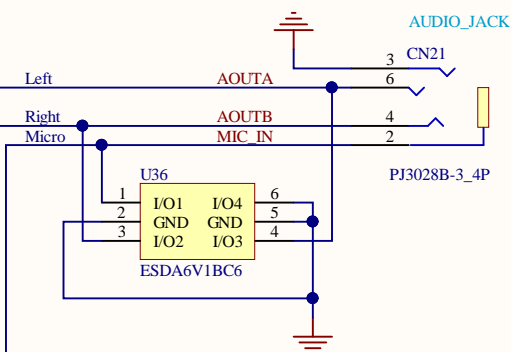 AUDIO_JACK
CN21
3
Left AOUTA 6
Right AOUTB 4
Micro MIC_IN 2
PJ3028B-3_4P
U36
1 I/O1 I/O4 6
2 GND GND 5
3 I/O2 I/O3 4
ESDA6V1BC6